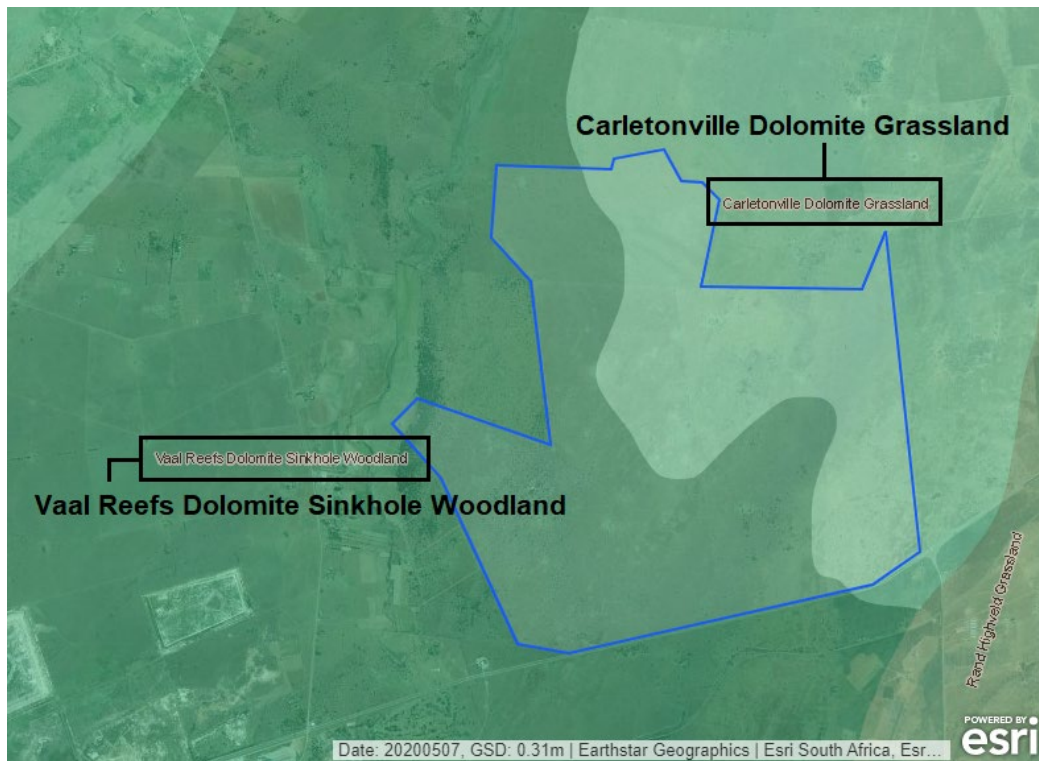 Carletonville Dolomite Grassland
Carletonville Dolomite Grassland
Vaal Reefs Dolomite Sinkhole Woodland
Vaal Reefs Dolomite Sinkhole Woodland
Rand Highveld Grassland
POWERED BY
esri
Date: 20200507, GSD: 0.31m | Earthstar Geographics | Esri South Africa, Esr...